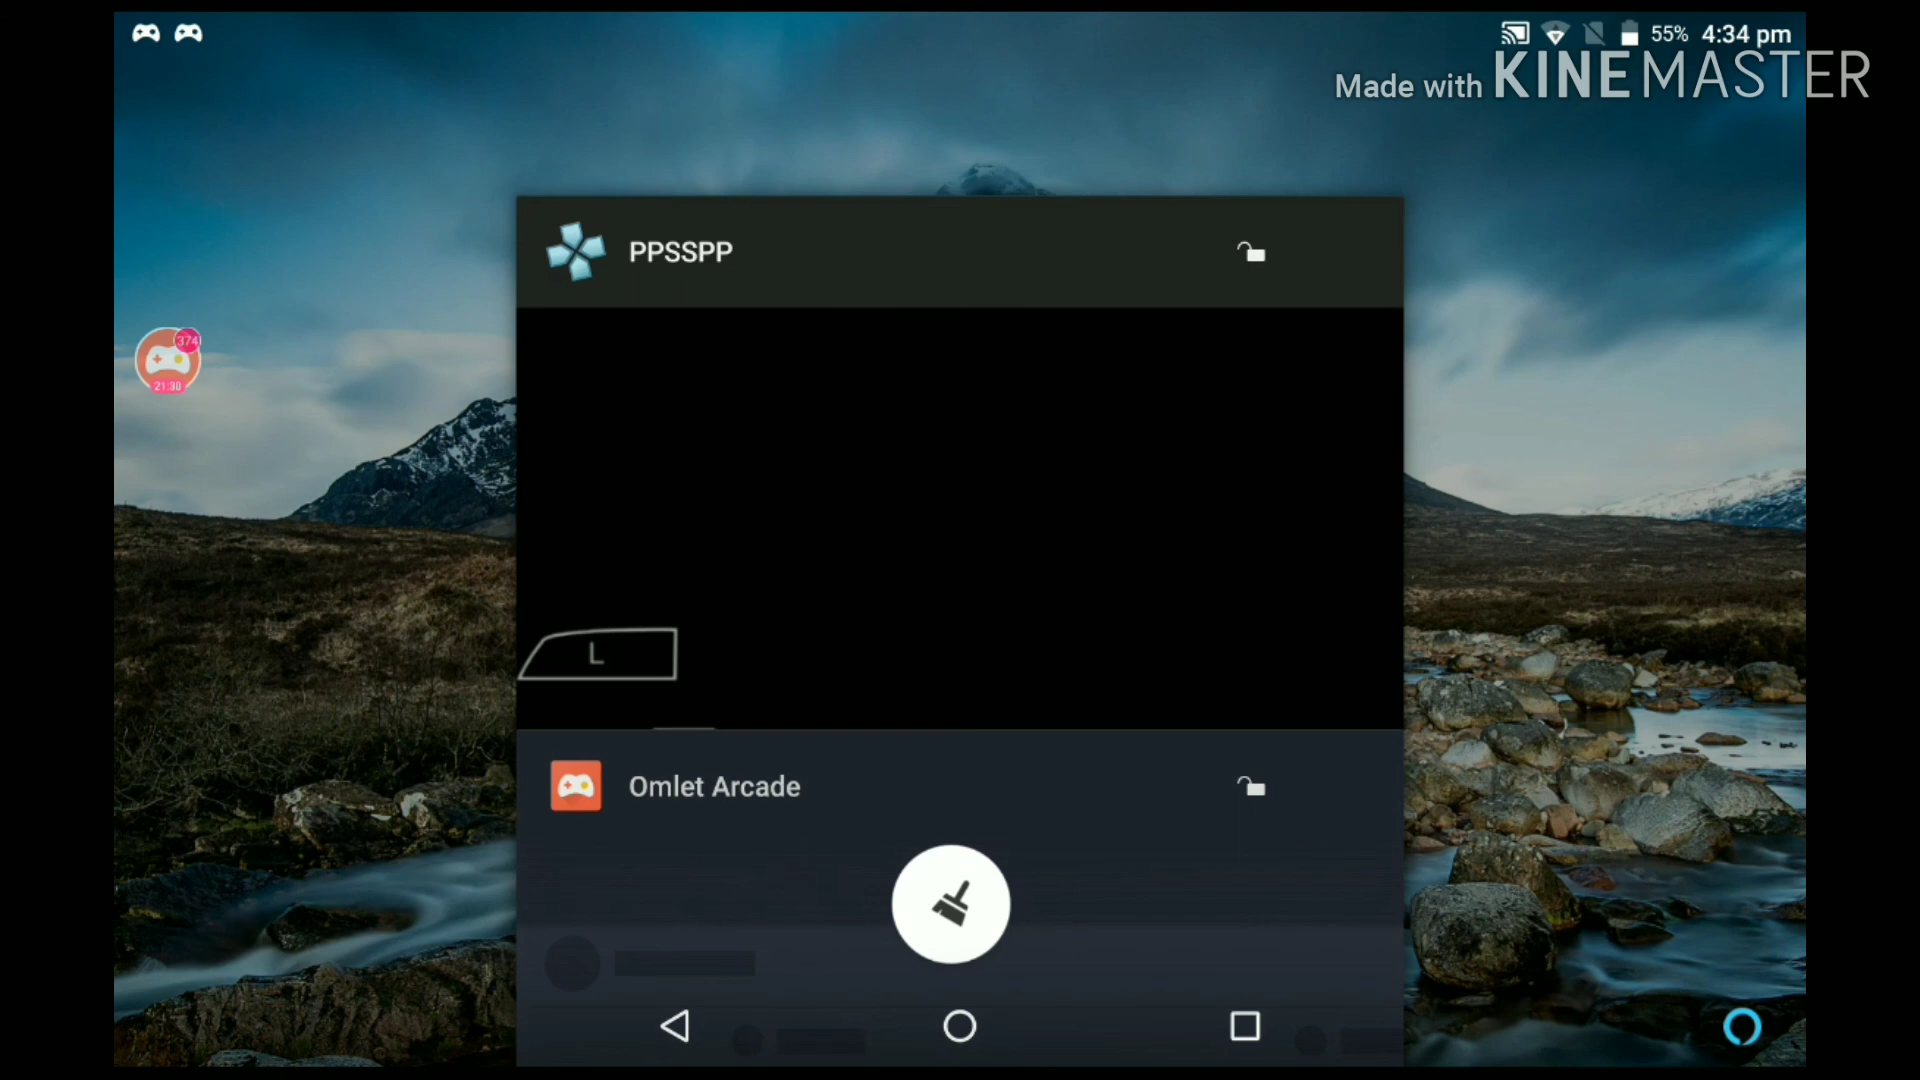 55% 4:34 pm
Made with KINEMASTER
PPSSPP
374
21:30
L
Omlet Arcade